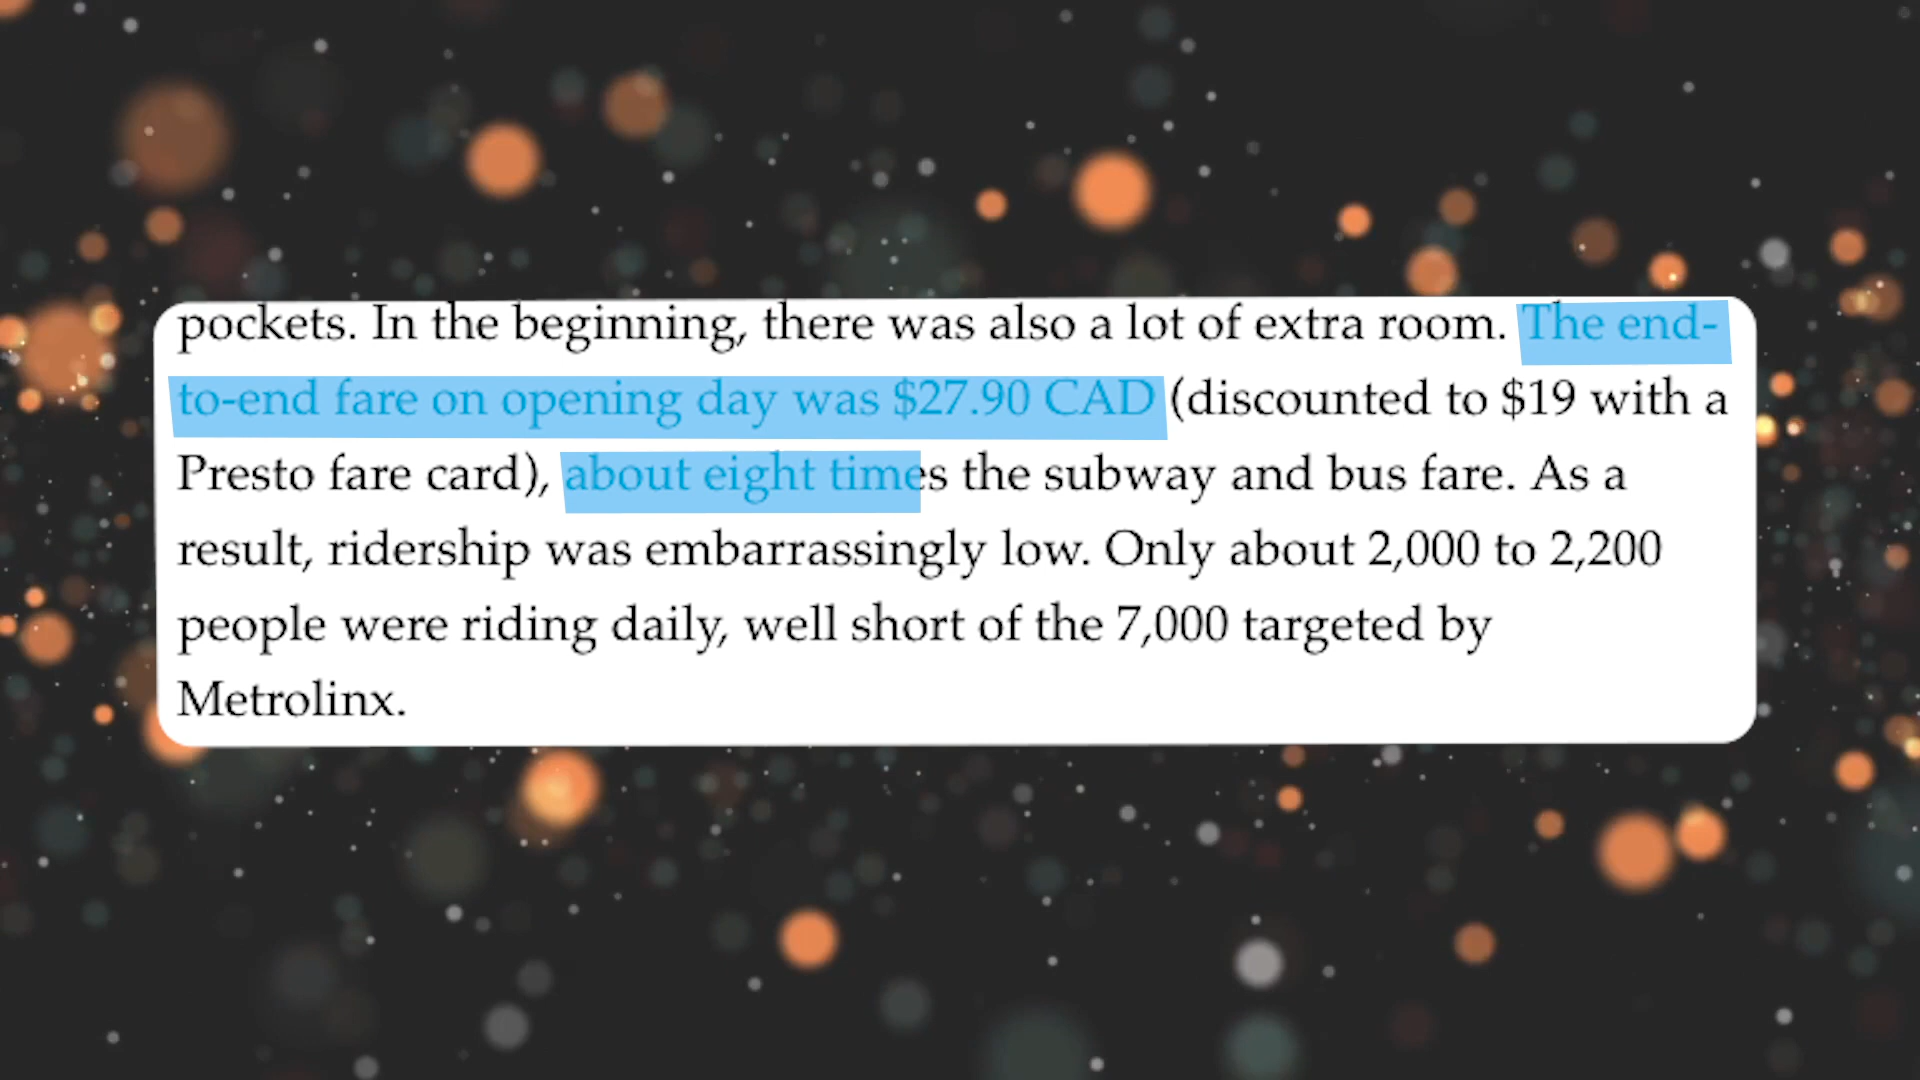 pockets. In the beginning, there was also a lot of extra room. The end-
to-end fare on opening day was $27.90 CAD (discounted to $19 with a
Presto fare card), about eight times the subway and bus fare. As a
result, ridership was embarrassingly low. Only about 2,000 to 2,200
people were riding daily, well short of the 7,000 targeted by
Metrolinx.